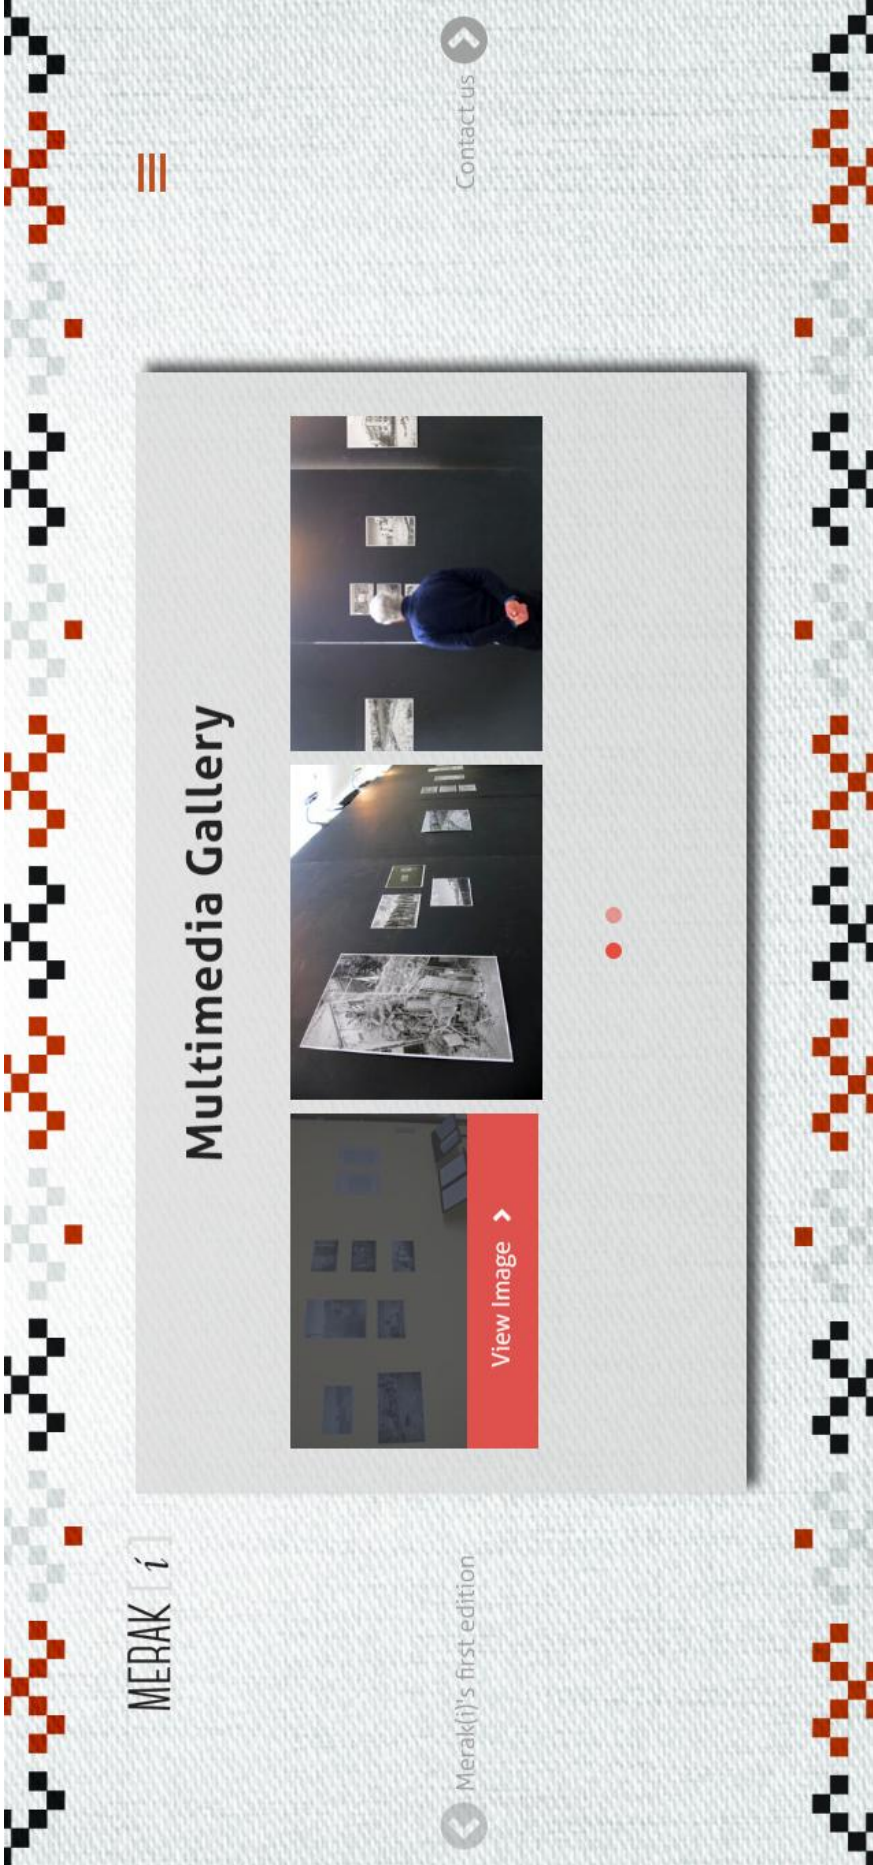 MERAK[i]
Multimedia Gallery
View Image
Merak(i)'s first edition
Contact us